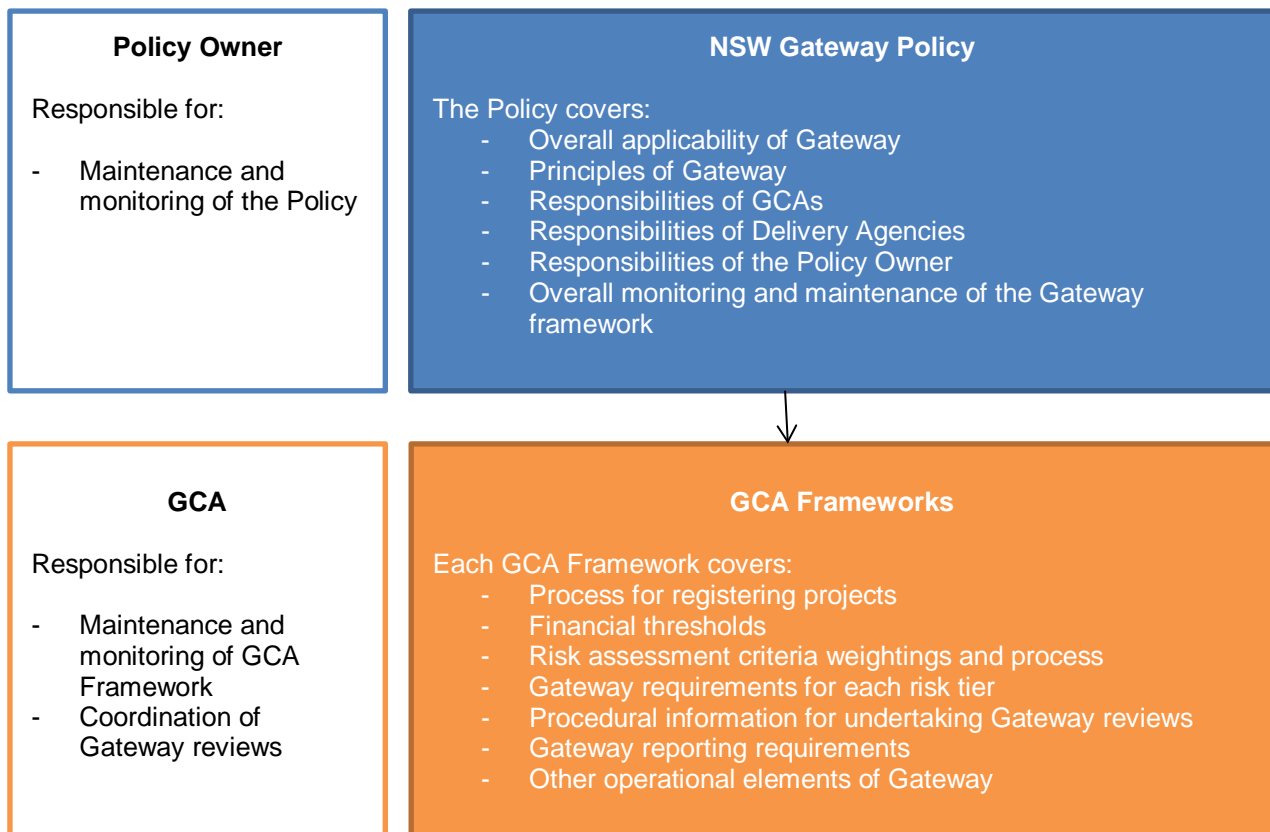 Policy Owner
Responsible for:
- Maintenance and
monitoring of the Policy
NSW Gateway Policy
The Policy covers:
- Overall applicability of Gateway
- Principles of Gateway
- Responsibilities of GCAs
- Responsibilities of Delivery Agencies
- Responsibilities of the Policy Owner
- Overall monitoring and maintenance of the Gateway
framework
GCA
Responsible for:
- Maintenance and
monitoring of GCA
Framework
- Coordination of
Gateway reviews
GCA Frameworks
Each GCA Framework covers:
- Process for registering projects
- Financial thresholds
- Risk assessment criteria weightings and process
- Gateway requirements for each risk tier
- Procedural information for undertaking Gateway reviews
- Gateway reporting requirements
- Other operational elements of Gateway